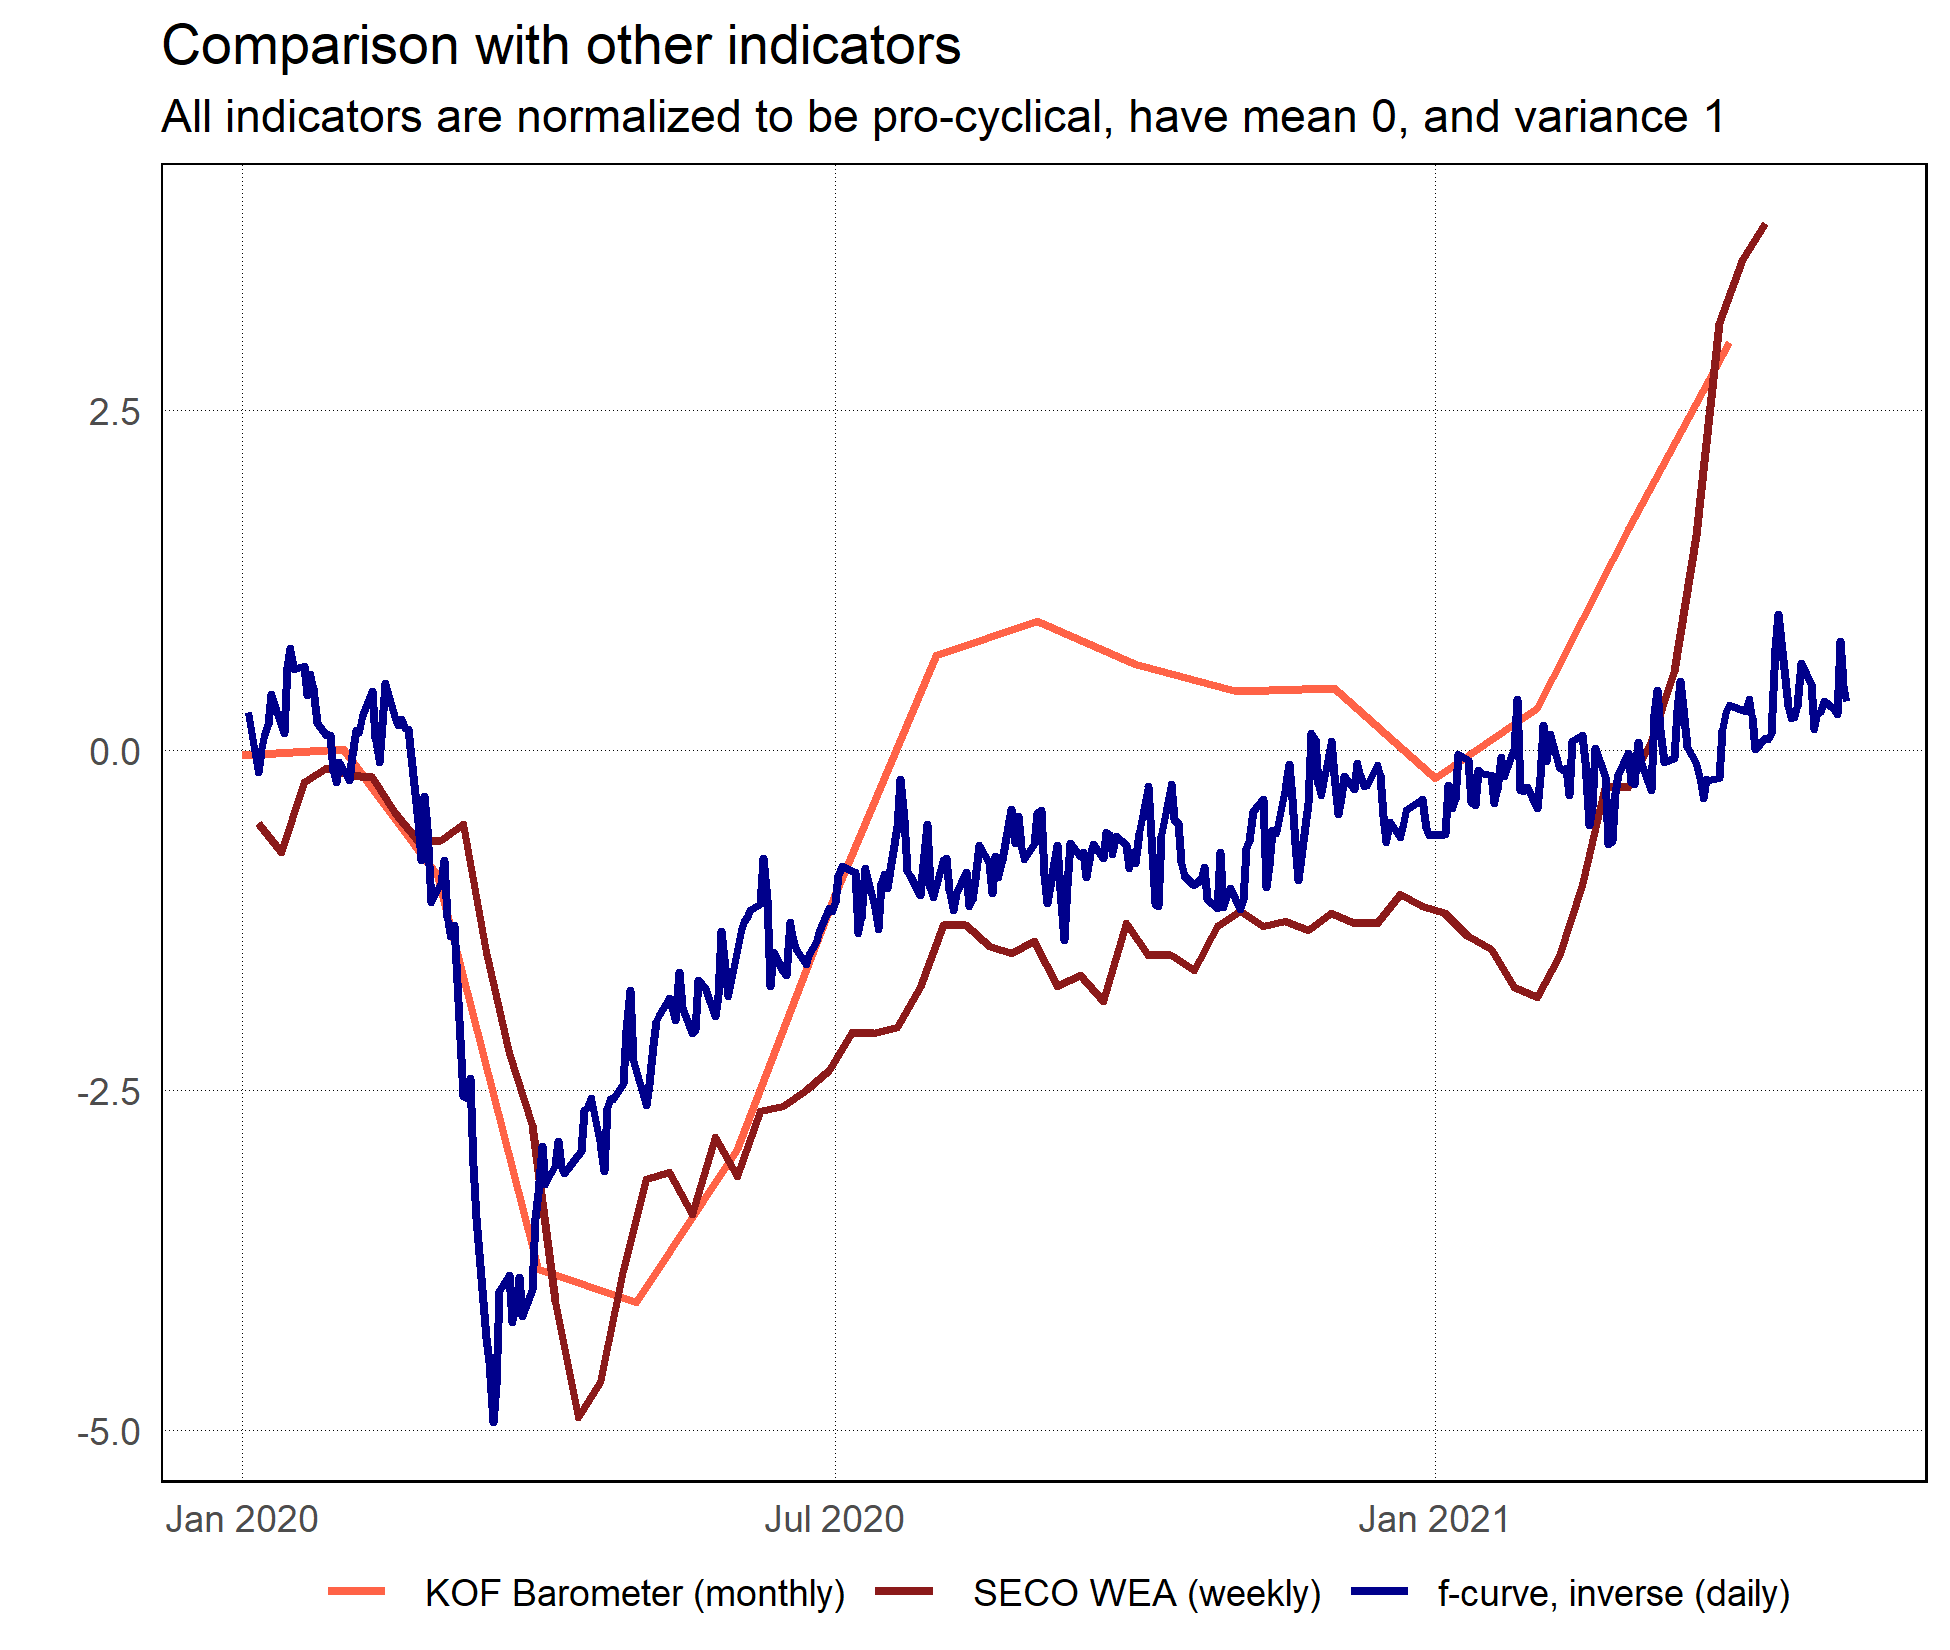 Comparison with other indicators
All indicators are normalized to be pro-cyclical, have mean 0, and variance 1
2.5
0.0
-2.5
-5.0
Jan 2020 Jul 2020 Jan 2021
KOF Barometer (monthly) SECO WEA (weekly) f-curve, inverse (daily)